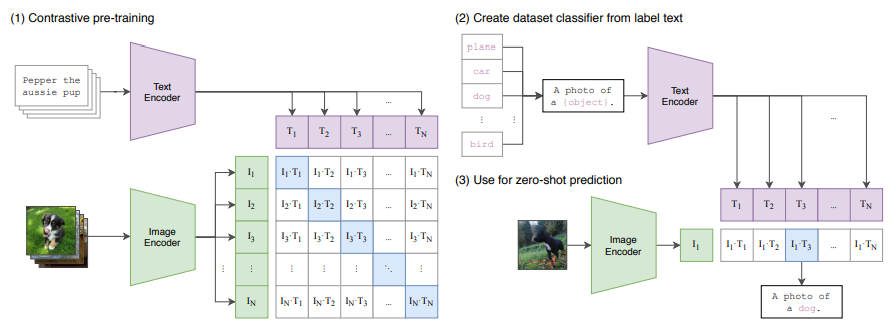 (1) Contrastive pre-training
Pepper the
aussie pup
Text
Encoder
...
T1 T2 T3 ... TN
Image
Encoder
I1 I1·T1 I1·T2 I1·T3 ... I1·TN
I2 I2·T1 I2·T2 I2·T3 ... I2·TN
I3 I3·T1 I3·T2 I3·T3 ... I3·TN
⋮ ⋮ ⋮ ⋮ ⋱ ⋮
IN IN·T1 IN·T2 IN·T3 ... IN·TN
(2) Create dataset classifier from label text
plane
car
dog
⋮
bird
⋮
A photo of
a {object}.
Text
Encoder
...
(3) Use for zero-shot prediction
T1 T2 T3 ... TN
Image
Encoder
I1 I1·T1 I1·T2 I1·T3 ... I1·TN
A photo of
a dog.